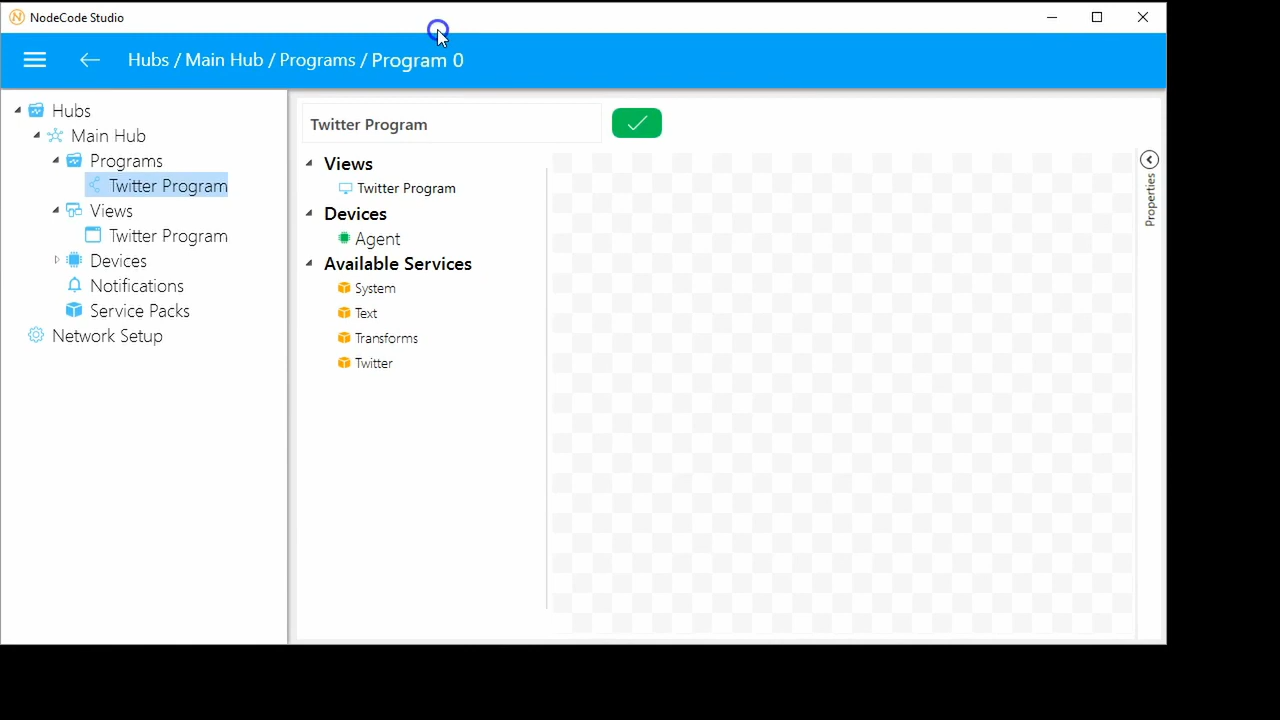 NodeCode Studio
Hubs / Main Hub / Programs / Program 0
Hubs
Main Hub
Programs
Twitter Program
Views
Twitter Program
Devices
Notifications
Service Packs
Network Setup
Twitter Program
Views
Twitter Program
Devices
Agent
Available Services
System
Text
Transforms
Twitter
Properties